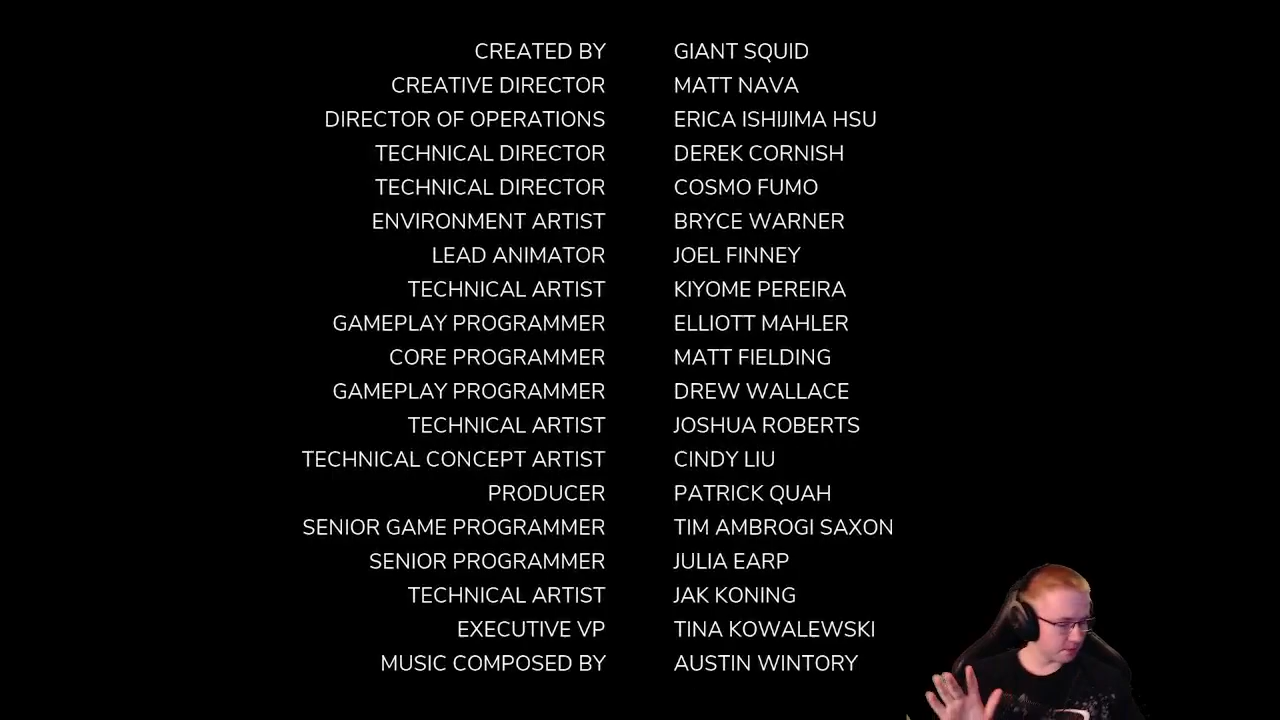 CREATED BY GIANT SQUID
CREATIVE DIRECTOR MATT NAVA
DIRECTOR OF OPERATIONS ERICA ISHIJIMA HSU
TECHNICAL DIRECTOR DEREK CORNISH
TECHNICAL DIRECTOR COSMO FUMO
ENVIRONMENT ARTIST BRYCE WARNER
LEAD ANIMATOR JOEL FINNEY
TECHNICAL ARTIST KIYOME PEREIRA
GAMEPLAY PROGRAMMER ELLIOTT MAHLER
CORE PROGRAMMER MATT FIELDING
GAMEPLAY PROGRAMMER DREW WALLACE
TECHNICAL ARTIST JOSHUA ROBERTS
TECHNICAL CONCEPT ARTIST CINDY LIU
PRODUCER PATRICK QUAH
SENIOR GAME PROGRAMMER TIM AMBROGI SAXON
SENIOR PROGRAMMER JULIA EARP
TECHNICAL ARTIST JAK KONING
EXECUTIVE VP TINA KOWALEWSKI
MUSIC COMPOSED BY AUSTIN WINTORY